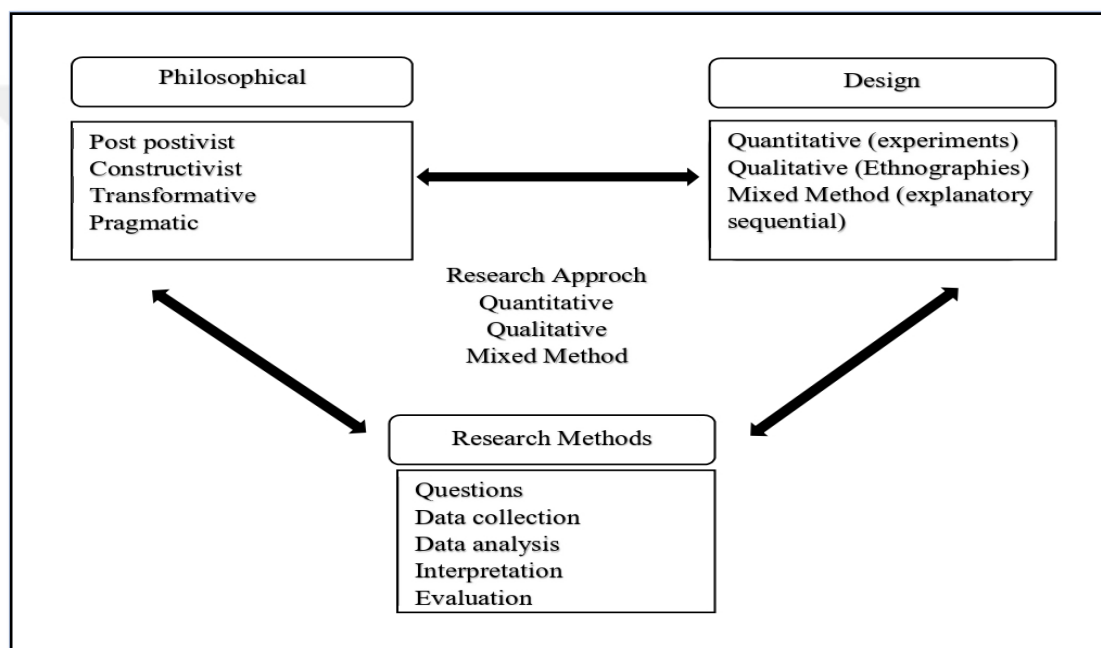 Philosophical
Post postivist
Constructivist
Transformative
Pragmatic
Design
Quantitative (experiments)
Qualitative (Ethnographies)
Mixed Method (explanatory
sequential)
Research Approch
Quantitative
Qualitative
Mixed Method
Research Methods
Questions
Data collection
Data analysis
Interpretation
Evaluation